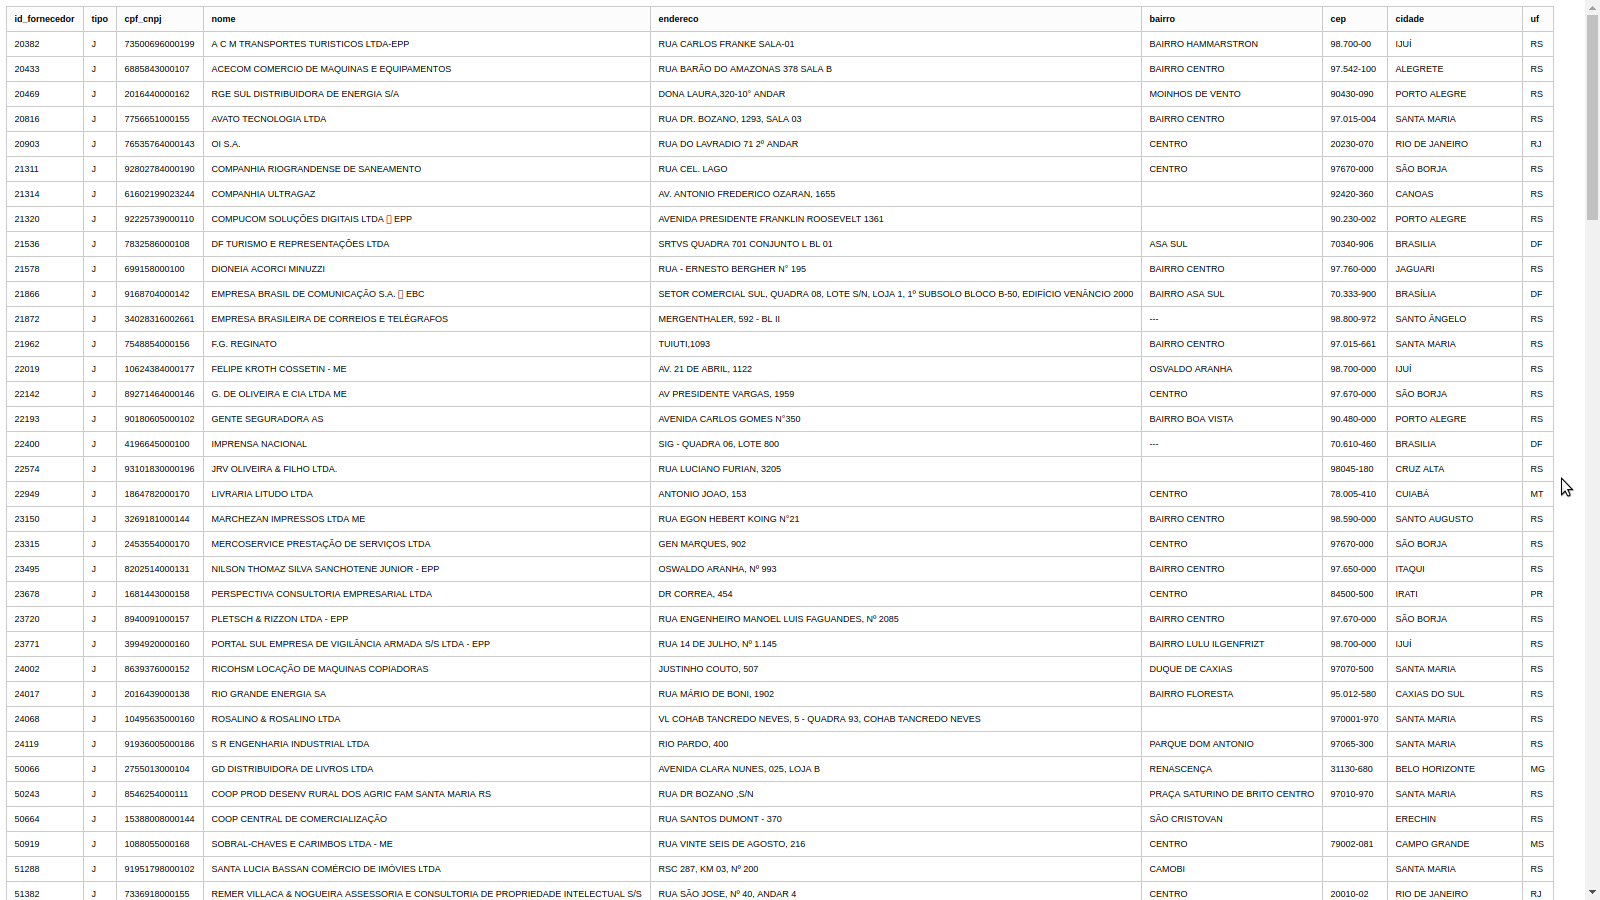 id_fornecedor tipo cpf_cnpj nome endereco bairro cep cidade uf
20382 J 73500696000199 A C M TRANSPORTES TURISTICOS LTDA-EPP RUA CARLOS FRANKE SALA-01 BAIRRO HAMMARSTRON 98.700-00 IJUÍ RS
20433 J 6885843000107 ACECOM COMERCIO DE MAQUINAS E EQUIPAMENTOS RUA BARÃO DO AMAZONAS 378 SALA B BAIRRO CENTRO 97.542-100 ALEGRETE RS
20469 J 2016440000162 RGE SUL DISTRIBUIDORA DE ENERGIA S/A DONA LAURA,320-10° ANDAR MOINHOS DE VENTO 90430-090 PORTO ALEGRE RS
20816 J 7756651000155 AVATO TECNOLOGIA LTDA RUA DR. BOZANO, 1293, SALA 03 BAIRRO CENTRO 97.015-004 SANTA MARIA RS
20903 J 76535764000143 OI S.A. RUA DO LAVRADIO 71 2º ANDAR CENTRO 20230-070 RIO DE JANEIRO RJ
21311 J 92802784000190 COMPANHIA RIOGRANDENSE DE SANEAMENTO RUA CEL. LAGO CENTRO 97670-000 SÃO BORJA RS
21314 J 61602199023244 COMPANHIA ULTRAGAZ AV. ANTONIO FREDERICO OZARAN, 1655 92420-360 CANOAS RS
21320 J 92225739000110 COMPUCOM SOLUÇÕES DIGITAIS LTDA EPP AVENIDA PRESIDENTE FRANKLIN ROOSEVELT 1361 90.230-002 PORTO ALEGRE RS
21536 J 7832586000108 DF TURISMO E REPRESENTAÇÕES LTDA SRTVS QUADRA 701 CONJUNTO L BL 01 ASA SUL 70340-906 BRASILIA DF
21578 J 699158000100 DIONEIA ACORCI MINUZZI RUA - ERNESTO BERGHER N° 195 BAIRRO CENTRO 97.760-000 JAGUARI RS
21866 J 9168704000142 EMPRESA BRASIL DE COMUNICAÇÃO S.A. EBC SETOR COMERCIAL SUL, QUADRA 08, LOTE S/N, LOJA 1, 1º SUBSOLO BLOCO B-50, EDIFÍCIO VENÂNCIO 2000 BAIRRO ASA SUL 70.333-900 BRASÍLIA DF
21872 J 34028316002661 EMPRESA BRASILEIRA DE CORREIOS E TELÉGRAFOS MERGENTHALER, 592 - BL II --- 98.800-972 SANTO ÂNGELO RS
21962 J 7548854000156 F.G. REGINATO TUIUTI,1093 BAIRRO CENTRO 97.015-661 SANTA MARIA RS
22019 J 10624384000177 FELIPE KROTH COSSETIN - ME AV. 21 DE ABRIL, 1122 OSVALDO ARANHA 98.700-000 IJUÍ RS
22142 J 89271464000146 G. DE OLIVEIRA E CIA LTDA ME AV PRESIDENTE VARGAS, 1959 CENTRO 97.670-000 SÃO BORJA RS
22193 J 90180605000102 GENTE SEGURADORA AS AVENIDA CARLOS GOMES N°350 BAIRRO BOA VISTA 90.480-000 PORTO ALEGRE RS
22400 J 4196645000100 IMPRENSA NACIONAL SIG - QUADRA 06, LOTE 800 --- 70.610-460 BRASILIA DF
22574 J 93101830000196 JRV OLIVEIRA & FILHO LTDA. RUA LUCIANO FURIAN, 3205 98045-180 CRUZ ALTA RS
22949 J 1864782000170 LIVRARIA LITUDO LTDA ANTONIO JOAO, 153 CENTRO 78.005-410 CUIABÁ MT
23150 J 3269181000144 MARCHEZAN IMPRESSOS LTDA ME RUA EGON HEBERT KOING N°21 BAIRRO CENTRO 98.590-000 SANTO AUGUSTO RS
23315 J 2453554000170 MERCOSERVICE PRESTAÇÃO DE SERVIÇOS LTDA GEN MARQUES, 902 CENTRO 97670-000 SÃO BORJA RS
23495 J 8202514000131 NILSON THOMAZ SILVA SANCHOTENE JUNIOR - EPP OSWALDO ARANHA, Nº 993 BAIRRO CENTRO 97.650-000 ITAQUI RS
23678 J 1681443000158 PERSPECTIVA CONSULTORIA EMPRESARIAL LTDA DR CORREA, 454 CENTRO 84500-500 IRATI PR
23720 J 8940091000157 PLETSCH & RIZZON LTDA - EPP RUA ENGENHEIRO MANOEL LUIS FAGUANDES, Nº 2085 BAIRRO CENTRO 97.670-000 SÃO BORJA RS
23771 J 3994920000160 PORTAL SUL EMPRESA DE VIGILÂNCIA ARMADA S/S LTDA - EPP RUA 14 DE JULHO, Nº 1.145 BAIRRO LULU ILGENFRIZT 98.700-000 IJUÍ RS
24002 J 8639376000152 RICOHSM LOCAÇÃO DE MAQUINAS COPIADORAS JUSTINHO COUTO, 507 DUQUE DE CAXIAS 97070-500 SANTA MARIA RS
24017 J 2016439000138 RIO GRANDE ENERGIA SA RUA MÁRIO DE BONI, 1902 BAIRRO FLORESTA 95.012-580 CAXIAS DO SUL RS
24068 J 10495635000160 ROSALINO & ROSALINO LTDA VL COHAB TANCREDO NEVES, 5 - QUADRA 93, COHAB TANCREDO NEVES 970001-970 SANTA MARIA RS
24119 J 91936005000186 S R ENGENHARIA INDUSTRIAL LTDA RIO PARDO, 400 PARQUE DOM ANTONIO 97065-300 SANTA MARIA RS
50066 J 2755013000104 GD DISTRIBUIDORA DE LIVROS LTDA AVENIDA CLARA NUNES, 025, LOJA B RENASCENÇA 31130-680 BELO HORIZONTE MG
50243 J 8546254000111 COOP PROD DESENV RURAL DOS AGRIC FAM SANTA MARIA RS RUA DR BOZANO ,S/N PRAÇA SATURINO DE BRITO CENTRO 97010-970 SANTA MARIA RS
50664 J 15388008000144 COOP CENTRAL DE COMERCIALIZAÇÃO RUA SANTOS DUMONT - 370 SÃO CRISTOVAN ERECHIN RS
50919 J 1088055000168 SOBRAL-CHAVES E CARIMBOS LTDA - ME RUA VINTE SEIS DE AGOSTO, 216 CENTRO 79002-081 CAMPO GRANDE MS
51288 J 91951798000102 SANTA LUCIA BASSAN COMÉRCIO DE IMÓVIES LTDA RSC 287, KM 03, Nº 200 CAMOBI SANTA MARIA RS
51382 J 7336918000155 REMER VILLACA & NOGUEIRA ASSESSORIA E CONSULTORIA DE PROPRIEDADE INTELECTUAL S/S RUA SÃO JOSE, Nº 40, ANDAR 4 CENTRO 20010-02 RIO DE JANEIRO RJ